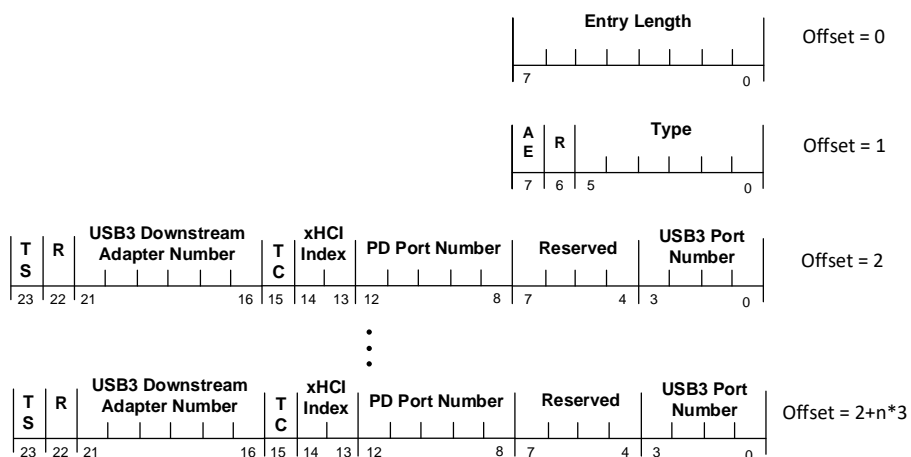 Entry Length
Offset = 0
7 0
A
E
R
Type
Offset = 1
7 6 5 0
T
S
R
USB3 Downstream
Adapter Number
T
C
xHCI
Index
PD Port Number
Reserved
USB3 Port
Number
Offset = 2
23 22 21 16 15 14 13 12 8 7 4 3 0
T
S
R
USB3 Downstream
Adapter Number
T
C
xHCI
Index
PD Port Number
Reserved
USB3 Port
Number
Offset = 2+n*3
23 22 21 16 15 14 13 12 8 7 4 3 0